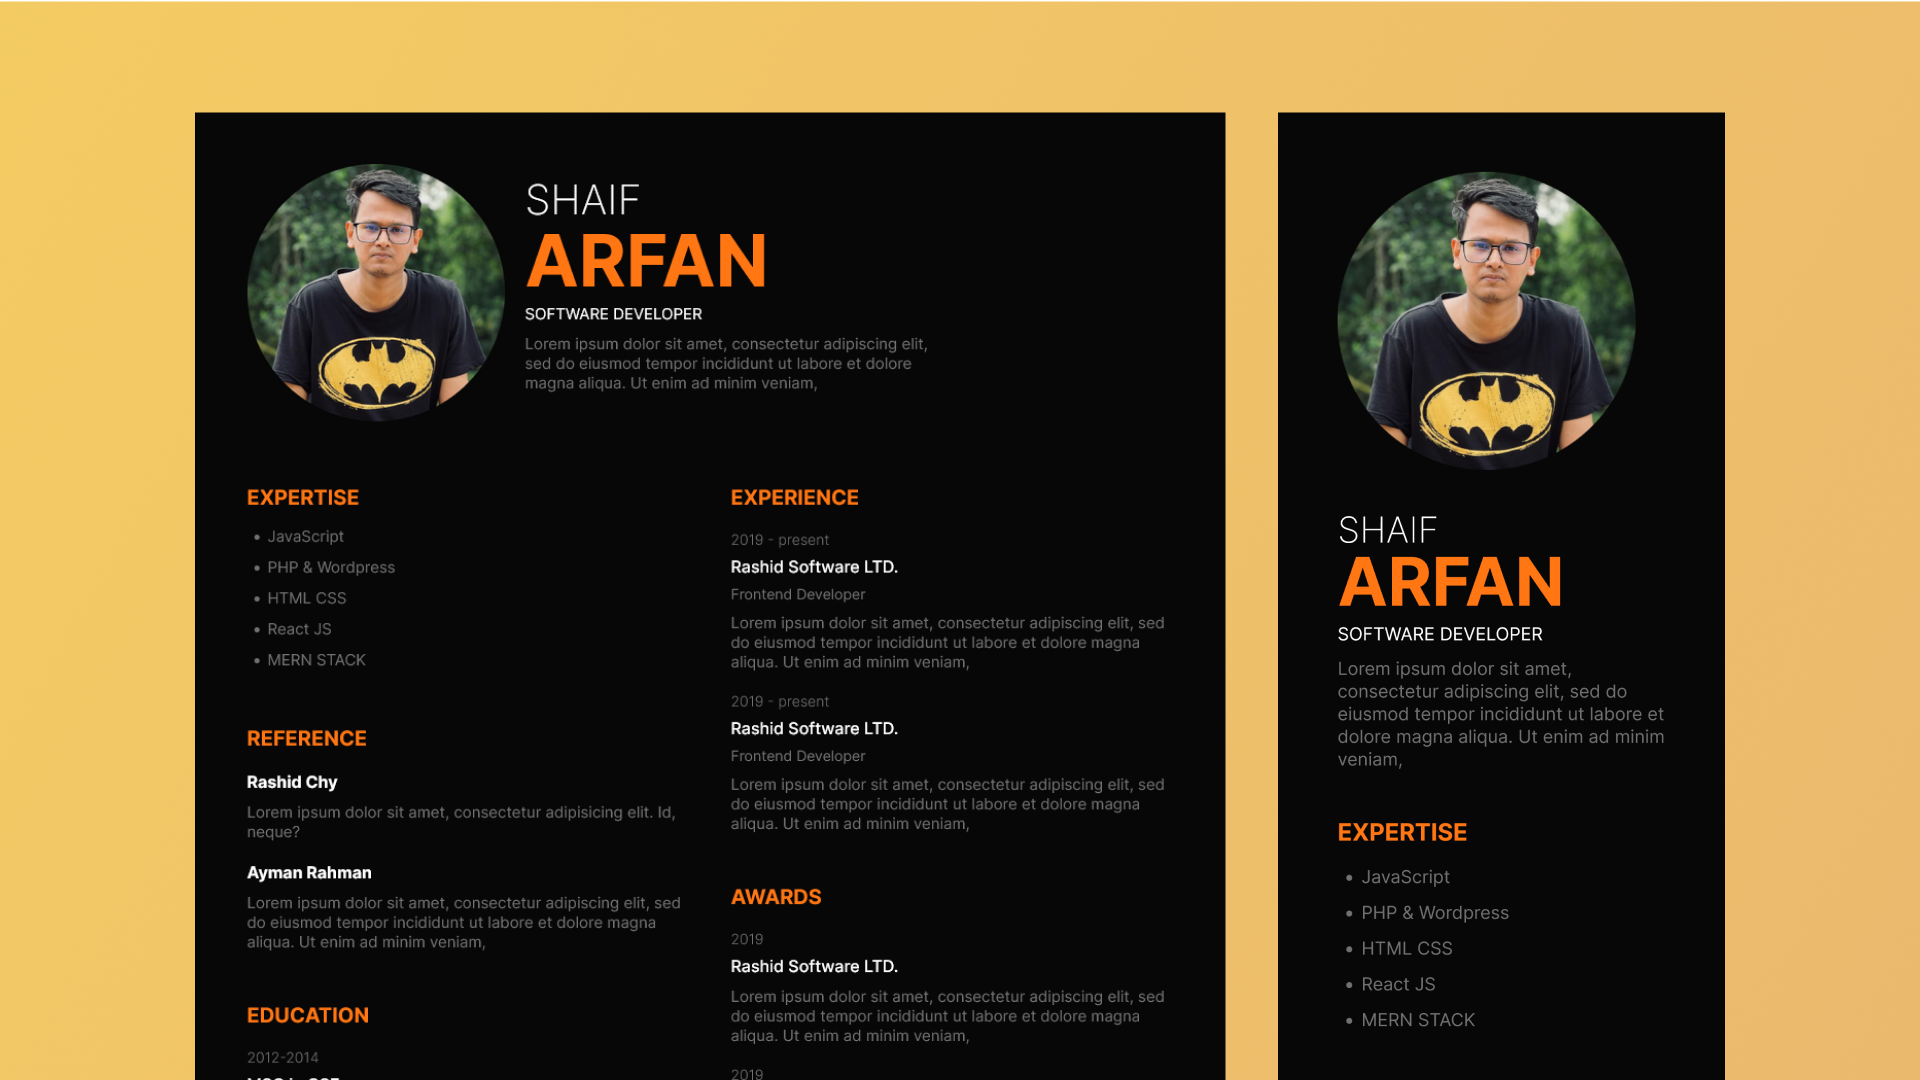 SHAIF
ARFAN
SOFTWARE DEVELOPER
Lorem ipsum dolor sit amet, consectetur adipiscing elit,
sed do eiusmod tempor incididunt ut labore et dolore
magna aliqua. Ut enim ad minim veniam,
EXPERTISE
• JavaScript
• PHP & Wordpress
• HTML CSS
• React JS
• MERN STACK
REFERENCE
Rashid Chy
Lorem ipsum dolor sit amet, consectetur adipisicing elit. Id,
neque?
Ayman Rahman
Lorem ipsum dolor sit amet, consectetur adipiscing elit, sed
do eiusmod tempor incididunt ut labore et dolore magna
aliqua. Ut enim ad minim veniam,
EDUCATION
2012-2014
EXPERIENCE
2019 - present
Rashid Software LTD.
Frontend Developer
Lorem ipsum dolor sit amet, consectetur adipiscing elit, sed
do eiusmod tempor incididunt ut labore et dolore magna
aliqua. Ut enim ad minim veniam,
2019 - present
Rashid Software LTD.
Frontend Developer
Lorem ipsum dolor sit amet, consectetur adipiscing elit, sed
do eiusmod tempor incididunt ut labore et dolore magna
aliqua. Ut enim ad minim veniam,
AWARDS
2019
Rashid Software LTD.
Lorem ipsum dolor sit amet, consectetur adipiscing elit, sed
do eiusmod tempor incididunt ut labore et dolore magna
aliqua. Ut enim ad minim veniam,
2019
SHAIF
ARFAN
SOFTWARE DEVELOPER
Lorem ipsum dolor sit amet,
consectetur adipiscing elit, sed do
eiusmod tempor incididunt ut labore et
dolore magna aliqua. Ut enim ad minim
veniam,
EXPERTISE
• JavaScript
• PHP & Wordpress
• HTML CSS
• React JS
• MERN STACK